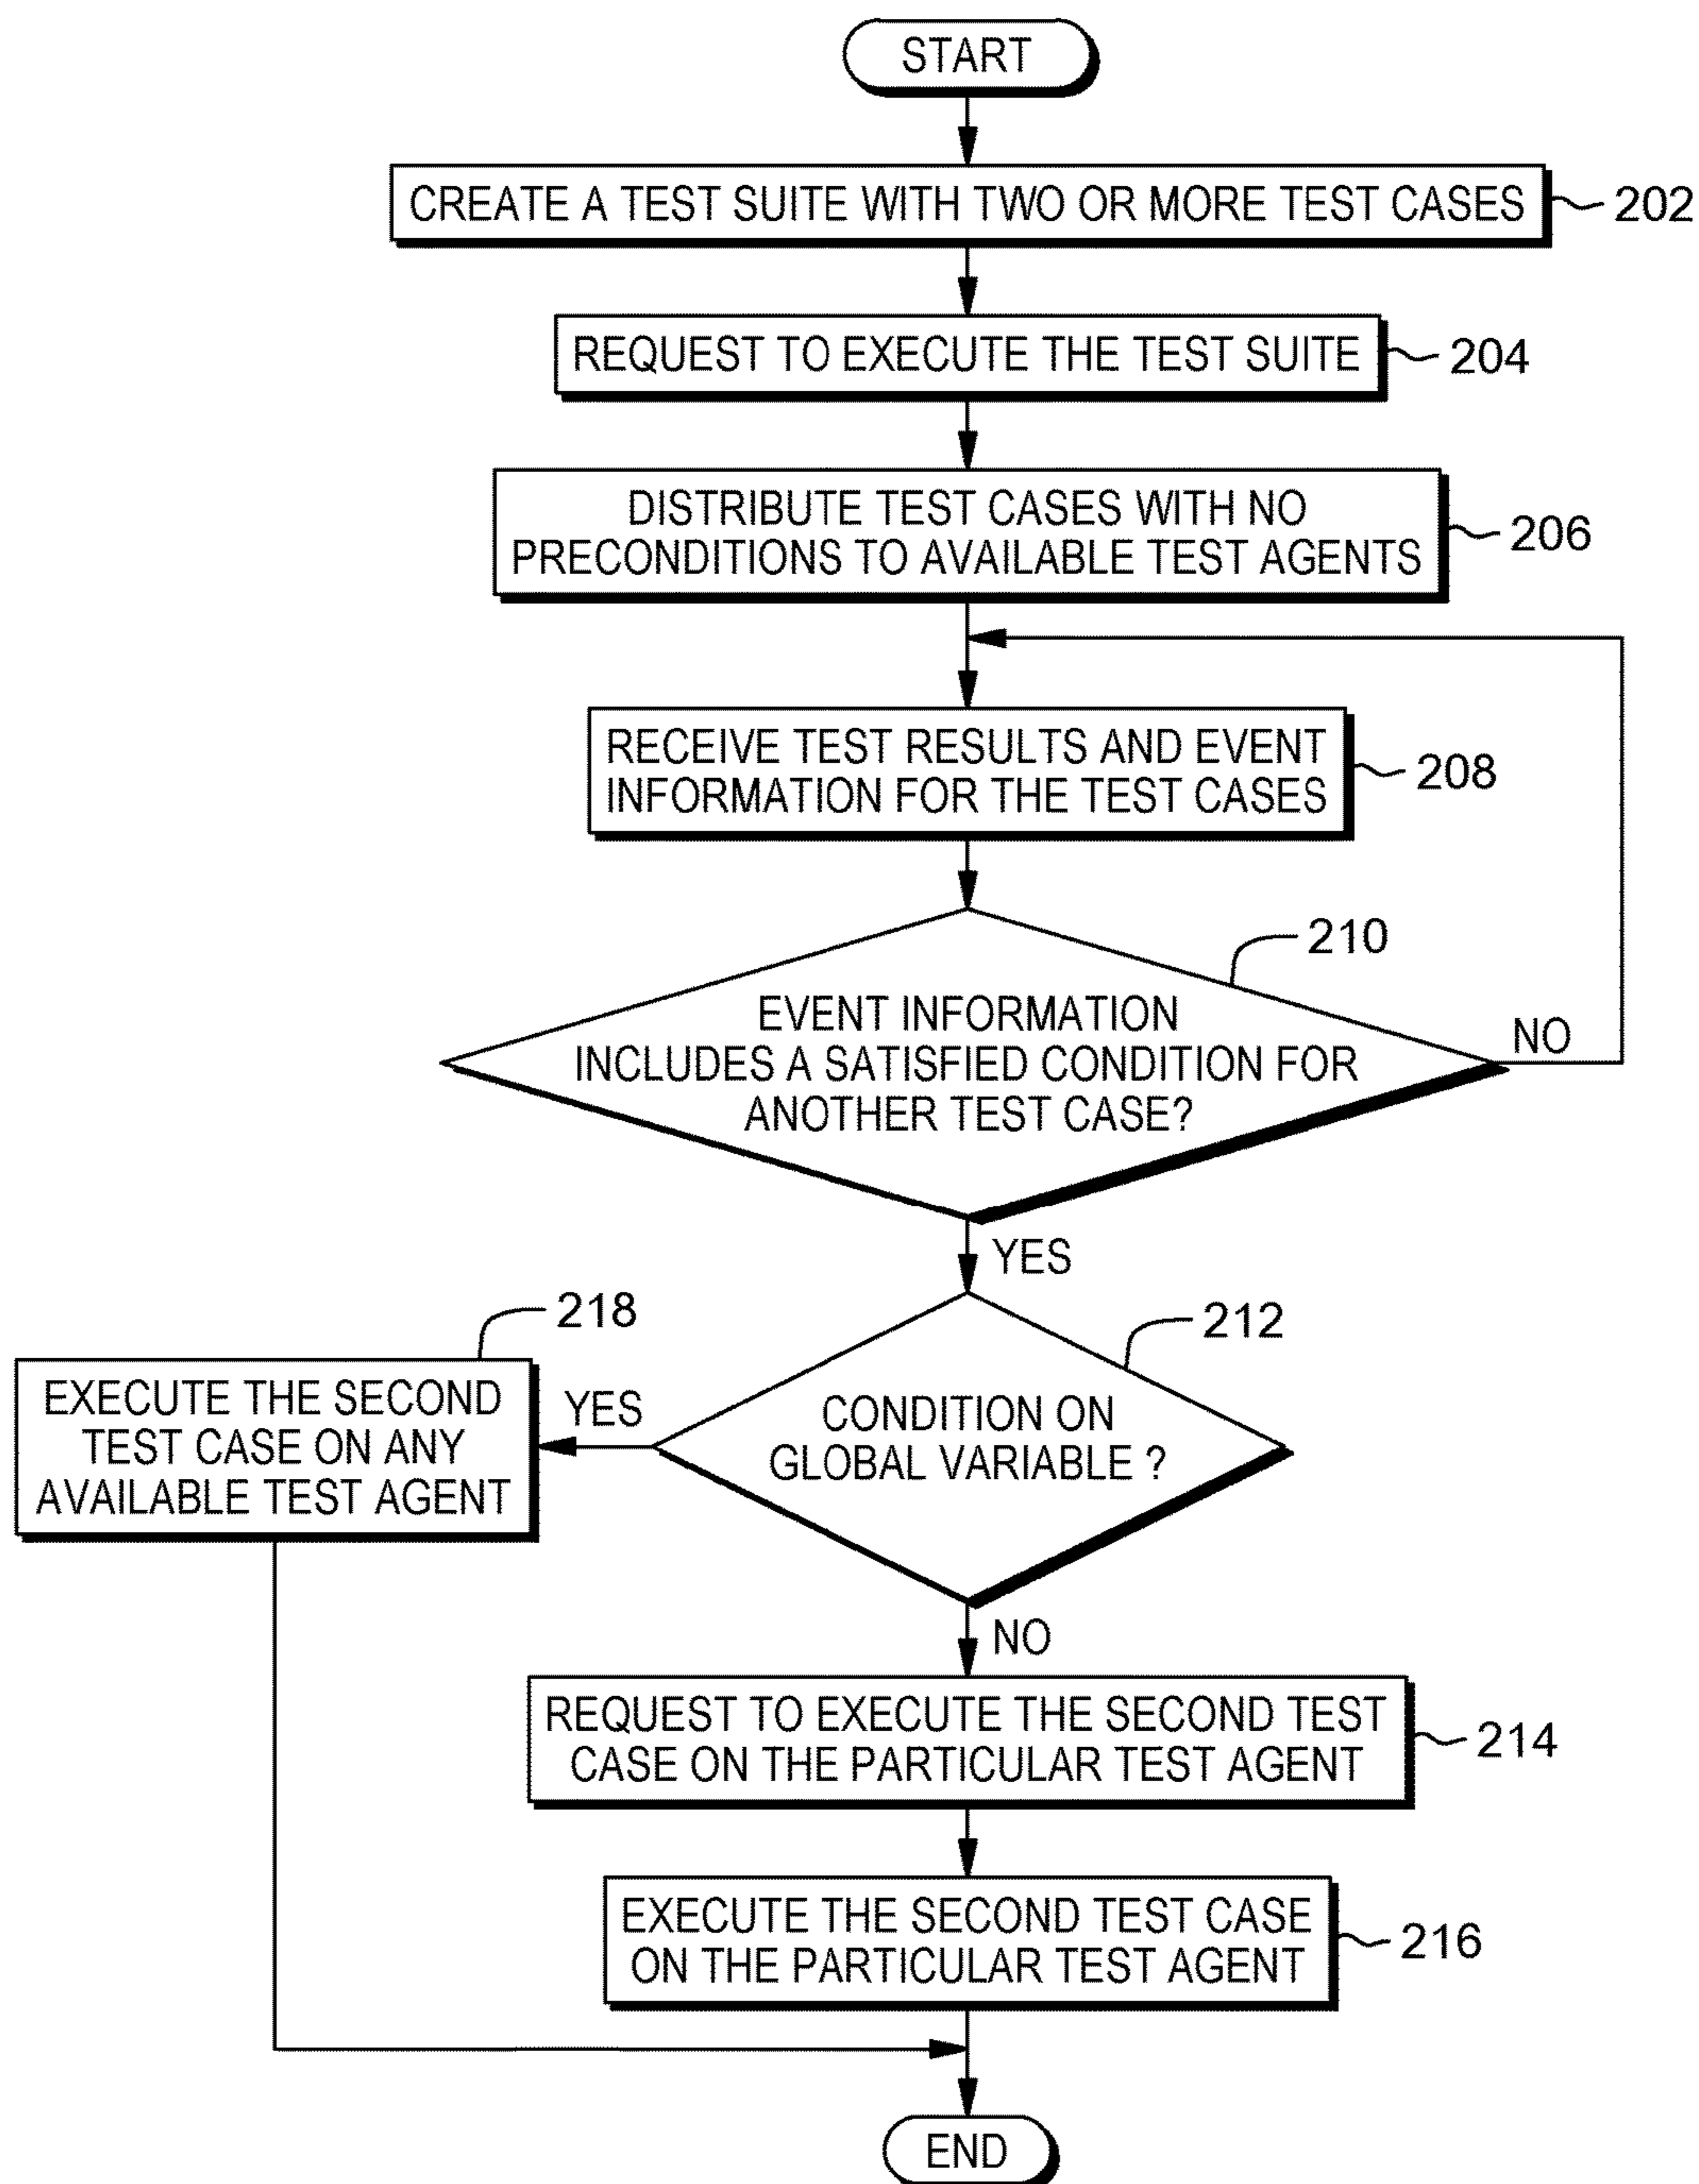 START
CREATE A TEST SUITE WITH TWO OR MORE TEST CASES
202
REQUEST TO EXECUTE THE TEST SUITE
204
DISTRIBUTE TEST CASES WITH NO
PRECONDITIONS TO AVAILABLE TEST AGENTS
206
RECEIVE TEST RESULTS AND EVENT
INFORMATION FOR THE TEST CASES
208
210
EVENT INFORMATION
INCLUDES A SATISFIED CONDITION FOR
ANOTHER TEST CASE?
NO
YES
218
212
EXECUTE THE SECOND
TEST CASE ON ANY
AVAILABLE TEST AGENT
YES
CONDITION ON
GLOBAL VARIABLE ?
NO
REQUEST TO EXECUTE THE SECOND TEST
CASE ON THE PARTICULAR TEST AGENT
214
EXECUTE THE SECOND TEST CASE
ON THE PARTICULAR TEST AGENT
216
END